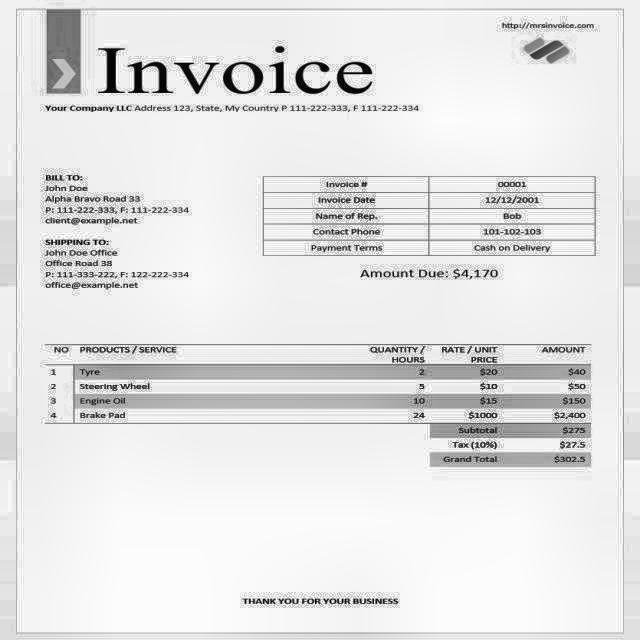 http://mrsinvoice.com
Invoice
Your Company LLC Address 123, State, My Country P 111-222-333, F 111-222-334
BILL TO:
John Doe
Alpha Bravo Road 33
P: 111-222-333, F: 111-222-334
client@example.net
SHIPPING TO:
John Doe Office
Office Road 38
P: 111-333-222, F: 122-222-334
office@example.net
Invoice # 00001
Invoice Date 12/12/2001
Name of Rep. Bob
Contact Phone 101-102-103
Payment Terms Cash on Delivery
Amount Due: $4,170
NO PRODUCTS / SERVICE QUANTITY / HOURS RATE / UNIT PRICE AMOUNT
1 Tyre 2 $20 $40
2 Steering Wheel 5 $10 $50
3 Engine Oil 10 $15 $150
4 Brake Pad 24 $1000 $2,400
Subtotal $275
Tax (10%) $27.5
Grand Total $302.5
THANK YOU FOR YOUR BUSINESS